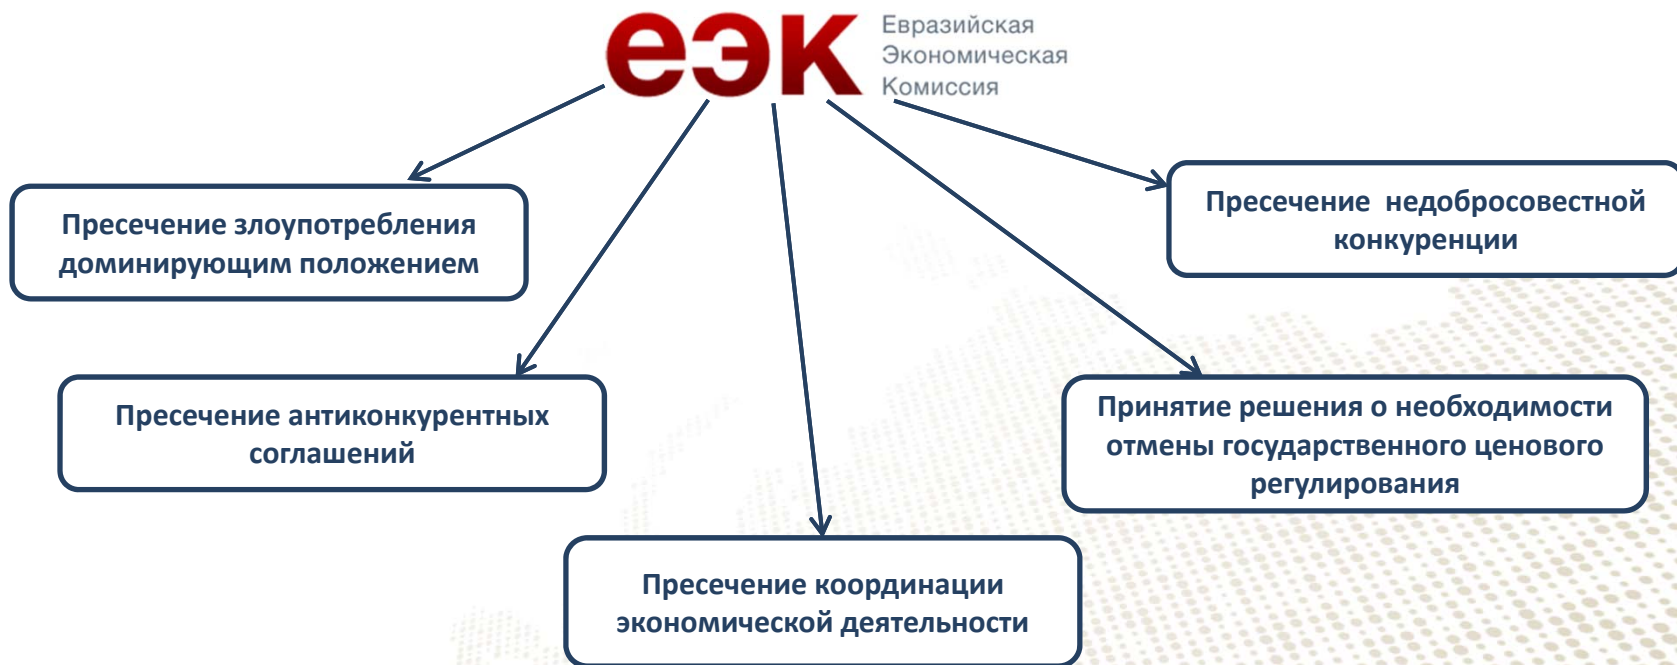 еэк
Евразийская
Экономическая
Комиссия
Пресечение злоупотребления
доминирующим положением
Пресечение недобросовестной
конкуренции
Пресечение антиконкурентных
соглашений
Принятие решения о необходимости
отмены государственного ценового
регулирования
Пресечение координации
экономической деятельности